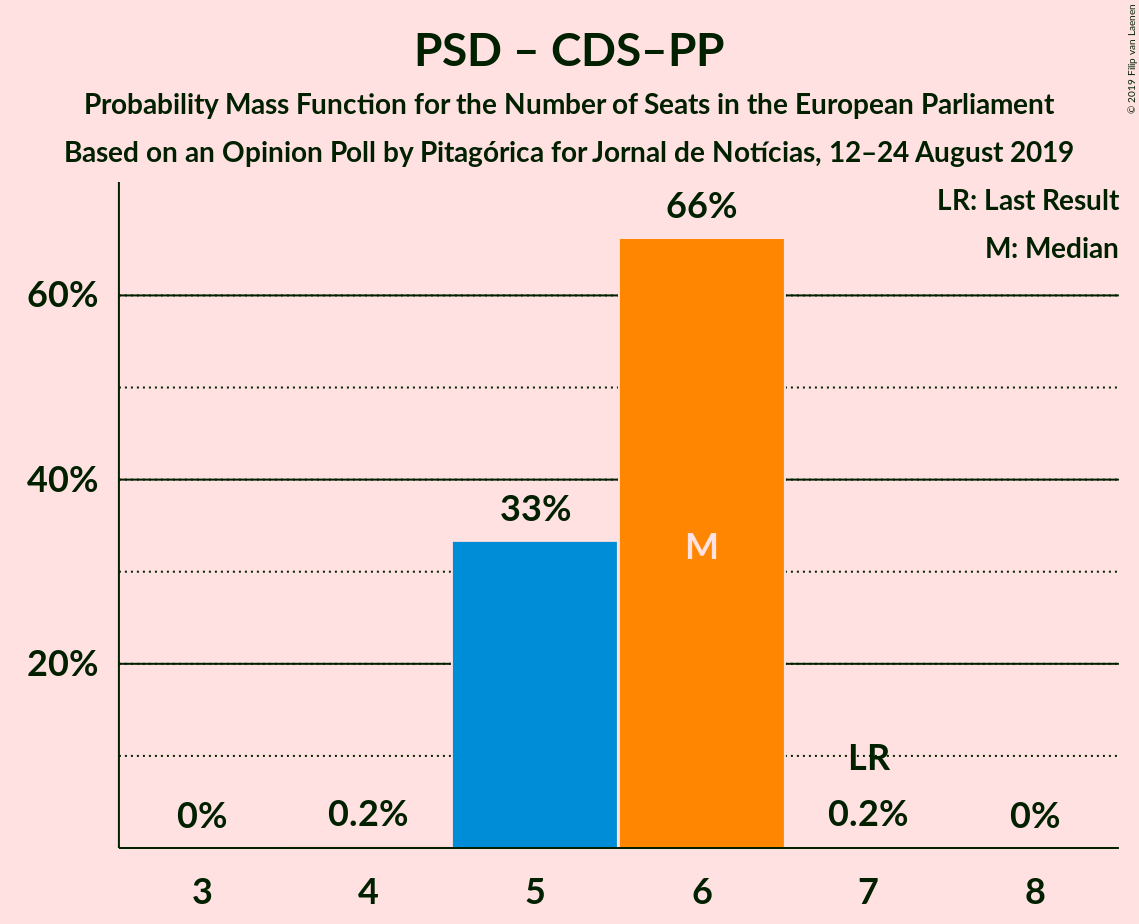 PSD – CDS–PP
Probability Mass Function for the Number of Seats in the European Parliament
Based on an Opinion Poll by Pitagórica for Jornal de Notícias, 12–24 August 2019
© 2019 Filip van Laenen
LR: Last Result
M: Median
66%
60%
40%
33%
M
20%
LR
0%
0.2%
0.2%
0%
3
4
5
6
7
8